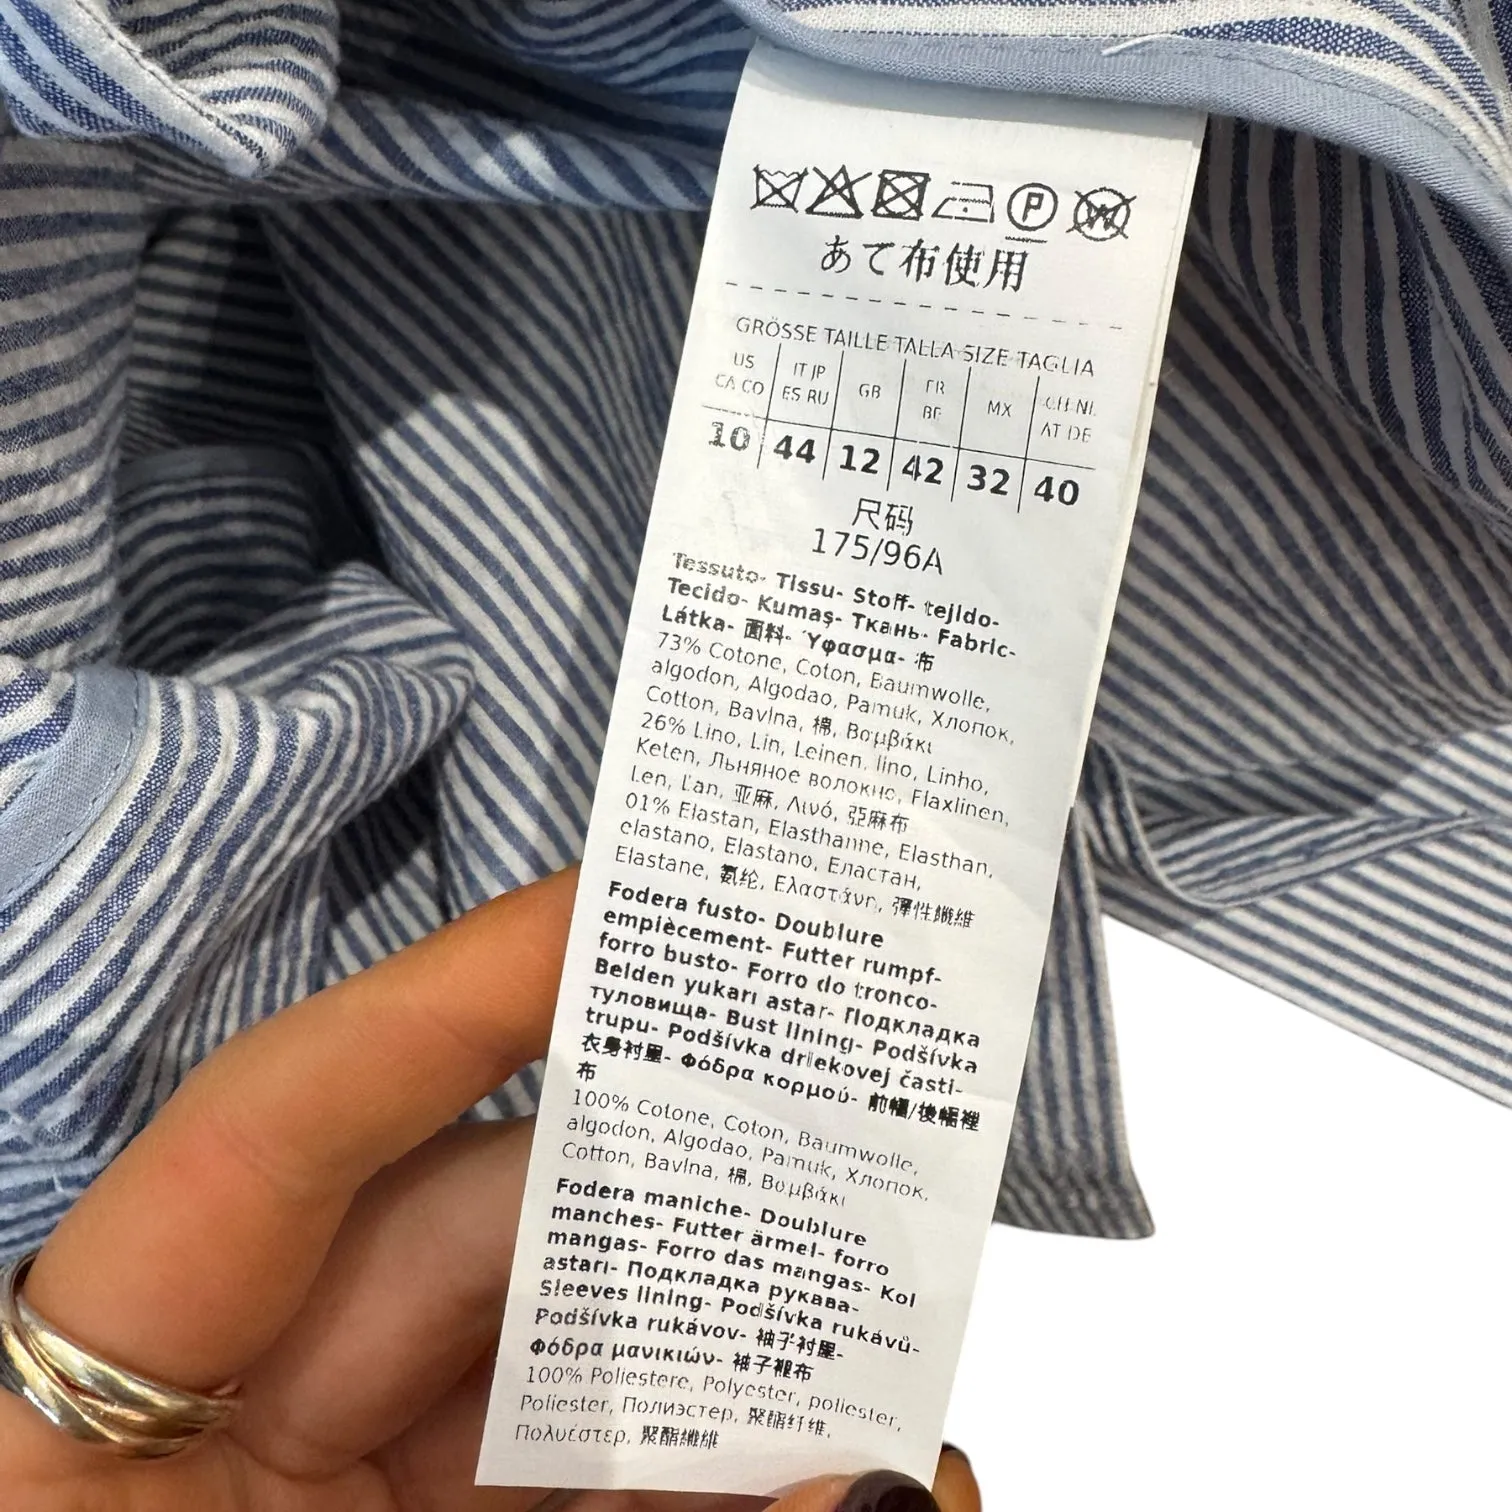 P
W
あて布使用
GRÖSSE TAILLE TALLA SIZE TAGLIA
US CA CO IT JP ES RU GB FR BE MX CH NL AT DE
10 44 12 42 32 40
尺码
175/96A
Tessuto- Tissu- Stoff- tejido-
Tecido- Kumaş- Ткань- Fabric-
Látka- 面料- Ύφασμα- 布
73% Cotone, Coton, Baumwolle,
algodon, Algodao, Pamuk, Хлопок,
Cotton, Bavlna, 棉, Βαμβάκι
26% Lino, Lin, Leinen, lino, Linho,
Keten, Льняное волокно, Flaxlinen,
Len, Ľan, 亚麻, Λινό, 亞麻布
01% Elastan, Elasthanne, Elasthan,
elastano, Elastano, Еластан,
Elastane, 氨纶, Ελαστάνη, 彈性纖維
Fodera fusto- Doublure
empiècement- Futter rumpf-
forro busto- Forro do tronco-
Belden yukarı astar- Подкладка
туловища- Bust lining- Podšívka
trupu- Podšívka driekovej časti-
衣身衬里- Φόδρα κορμού- 前幅/後幅裡
布
100% Cotone, Coton, Baumwolle,
algodon, Algodao, Pamuk, Хлопок,
Cotton, Bavlna, 棉, Βαμβάκι
Fodera maniche- Doublure
manches- Futter ärmel- forro
mangas- Forro das mangas- Kol
astarı- Подкладка рукава-
Sleeves lining- Podšívka rukávů-
Podšívka rukávov- 袖子衬里-
Φόδρα μανικιών- 袖子裡布
100% Poliestere, Polyester, poliester,
Poliester, Полиэстер, 聚酯纤维,
Πολυέστερ, 聚酯纖維